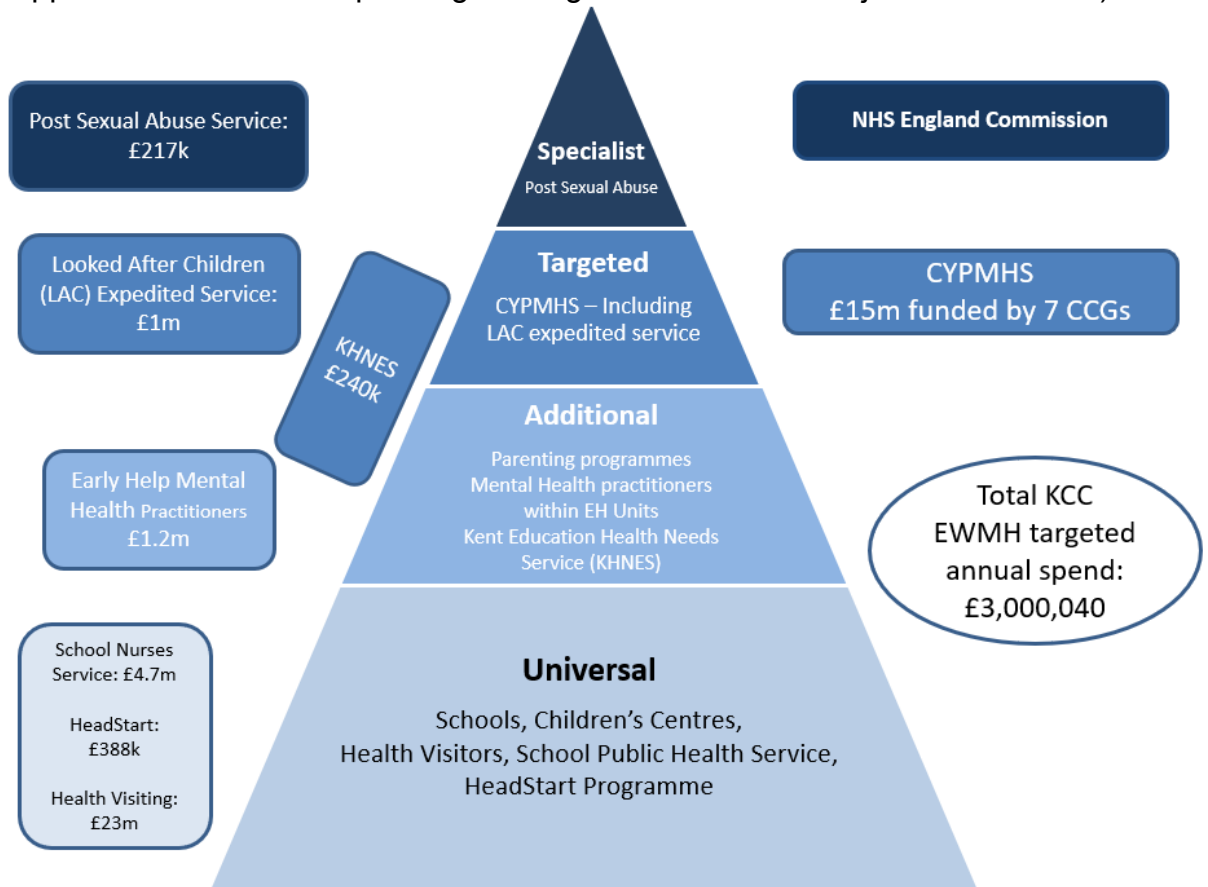 Post Sexual Abuse Service:
£217k
Specialist
Post Sexual Abuse
NHS England Commission
Looked After Children
(LAC) Expedited Service:
£1m
KHNES
£240k
Targeted
CYPMHS – Including
LAC expedited service
CYPMHS
£15m funded by 7 CCGs
Early Help Mental
Health Practitioners
£1.2m
Additional
Parenting programmes
Mental Health practitioners
within EH Units
Kent Education Health Needs
Service (KHNES)
Total KCC
EWMH targeted
annual spend:
£3,000,040
School Nurses
Service: £4.7m
HeadStart:
£388k
Health Visiting:
£23m
Universal
Schools, Children's Centres,
Health Visitors, School Public Health Service,
HeadStart Programme